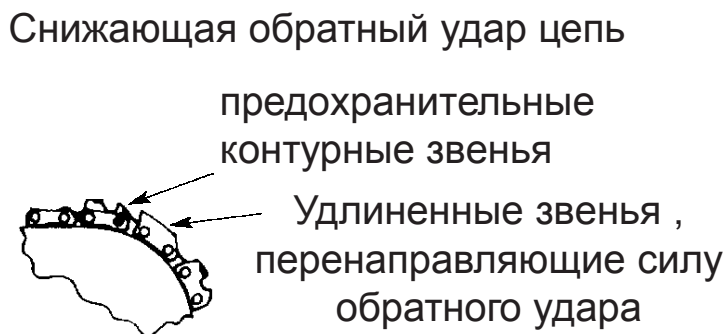 Снижающая обратный удар цепь
предохранительные
контурные звенья
Удлиненные звенья ,
перенаправляющие силу
обратного удара